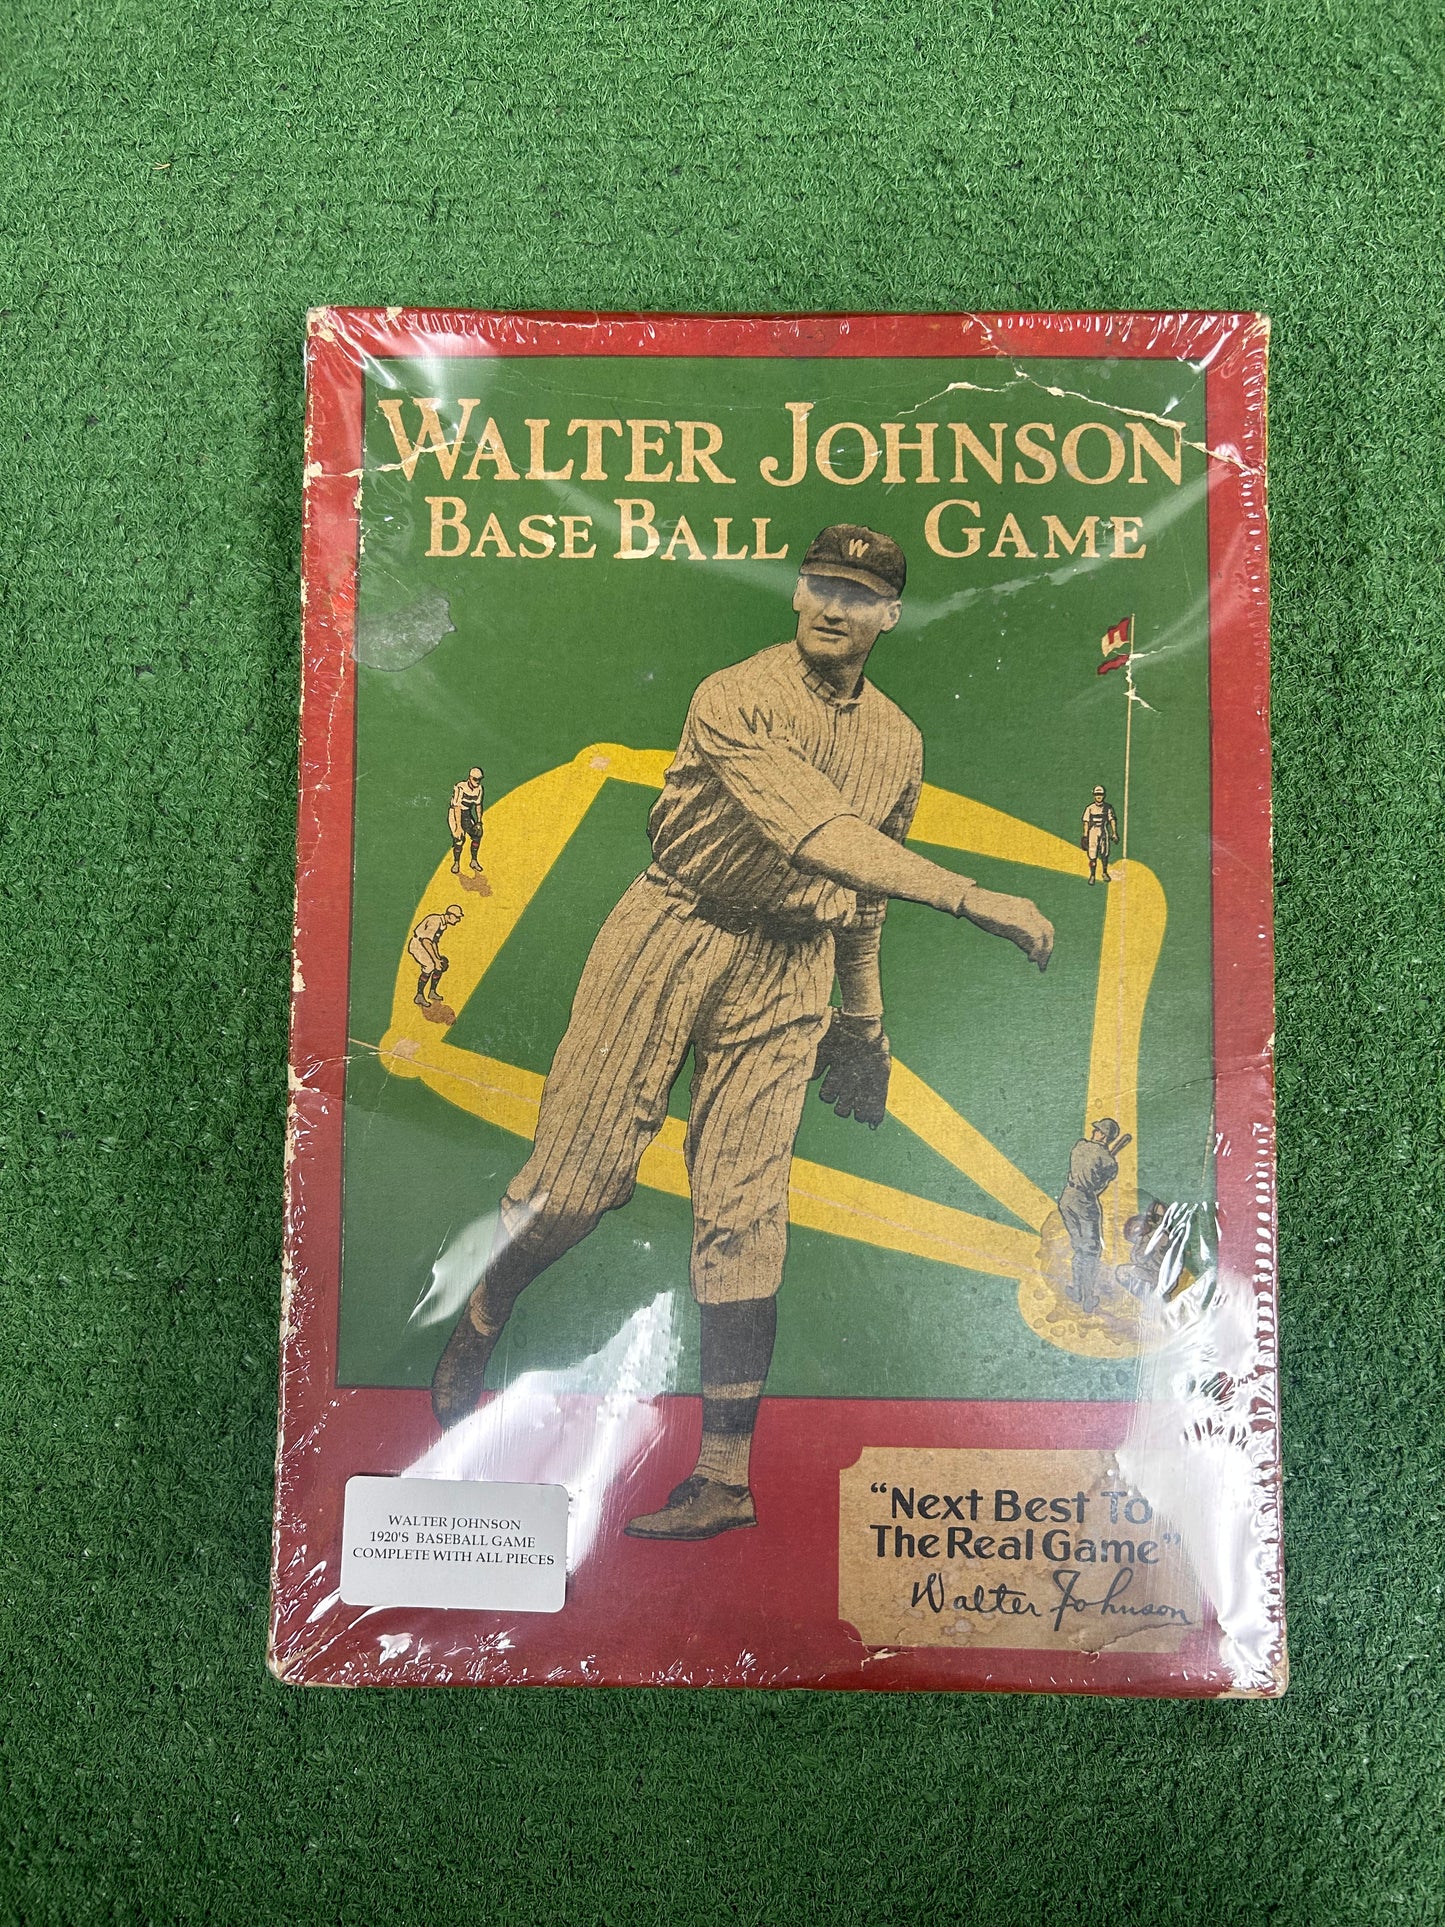 WALTER JOHNSON
BASE BALL GAME
W
W
"Next Best To
The Real Game"
Walter Johnson
WALTER JOHNSON
1920'S BASEBALL GAME
COMPLETE WITH ALL PIECES